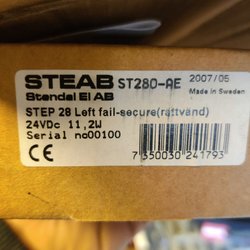 STEAB ST280-AE 2007/05
Stendal El AB Made in Sweden
STEP 28 Left fail-secure(rättvänd)
24VDc 11,2W
Serial no00100
CE
7 350030 241793